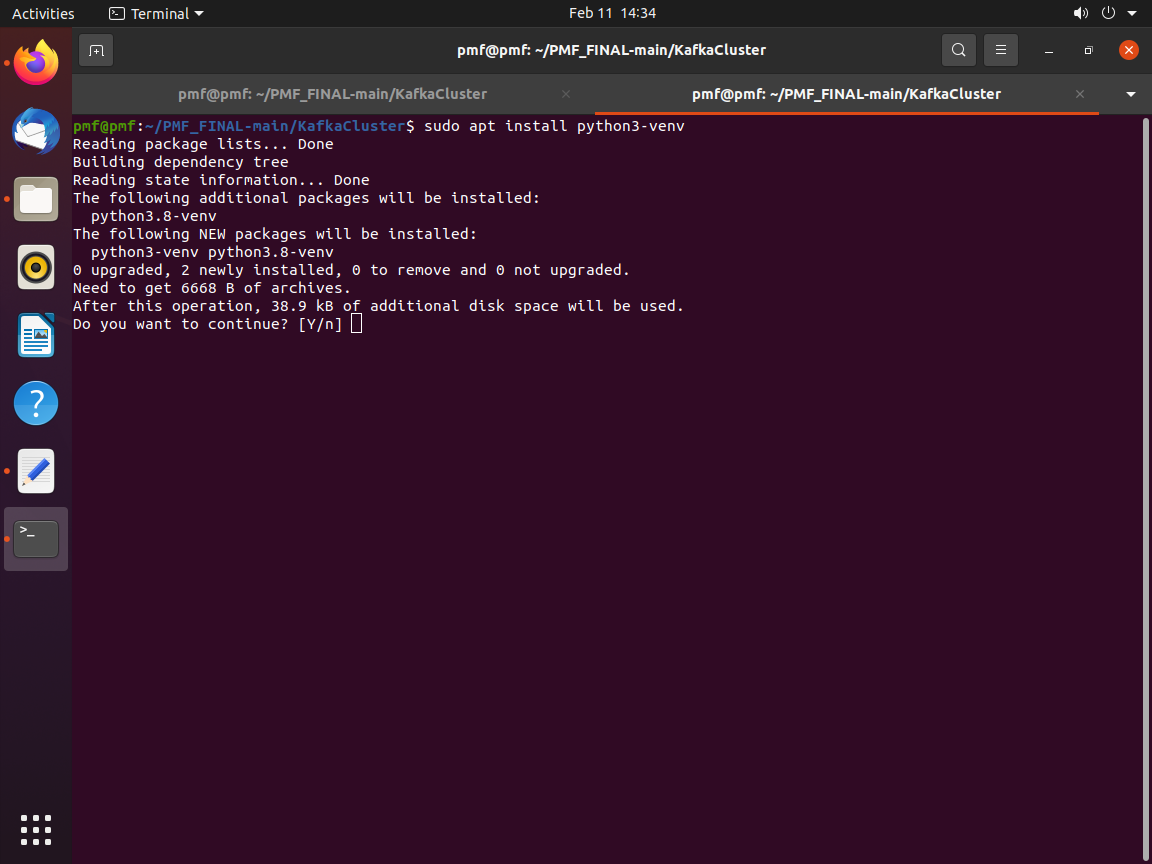 Activities
Terminal
Feb 11 14:34
pmf@pmf: ~/PMF_FINAL-main/KafkaCluster
pmf@pmf: ~/PMF_FINAL-main/KafkaCluster
pmf@pmf: ~/PMF_FINAL-main/KafkaCluster
pmf@pmf:~/PMF_FINAL-main/KafkaCluster$ sudo apt install python3-venv
Reading package lists... Done
Building dependency tree
Reading state information... Done
The following additional packages will be installed:
  python3.8-venv
The following NEW packages will be installed:
  python3-venv python3.8-venv
0 upgraded, 2 newly installed, 0 to remove and 0 not upgraded.
Need to get 6668 B of archives.
After this operation, 38.9 kB of additional disk space will be used.
Do you want to continue? [Y/n]